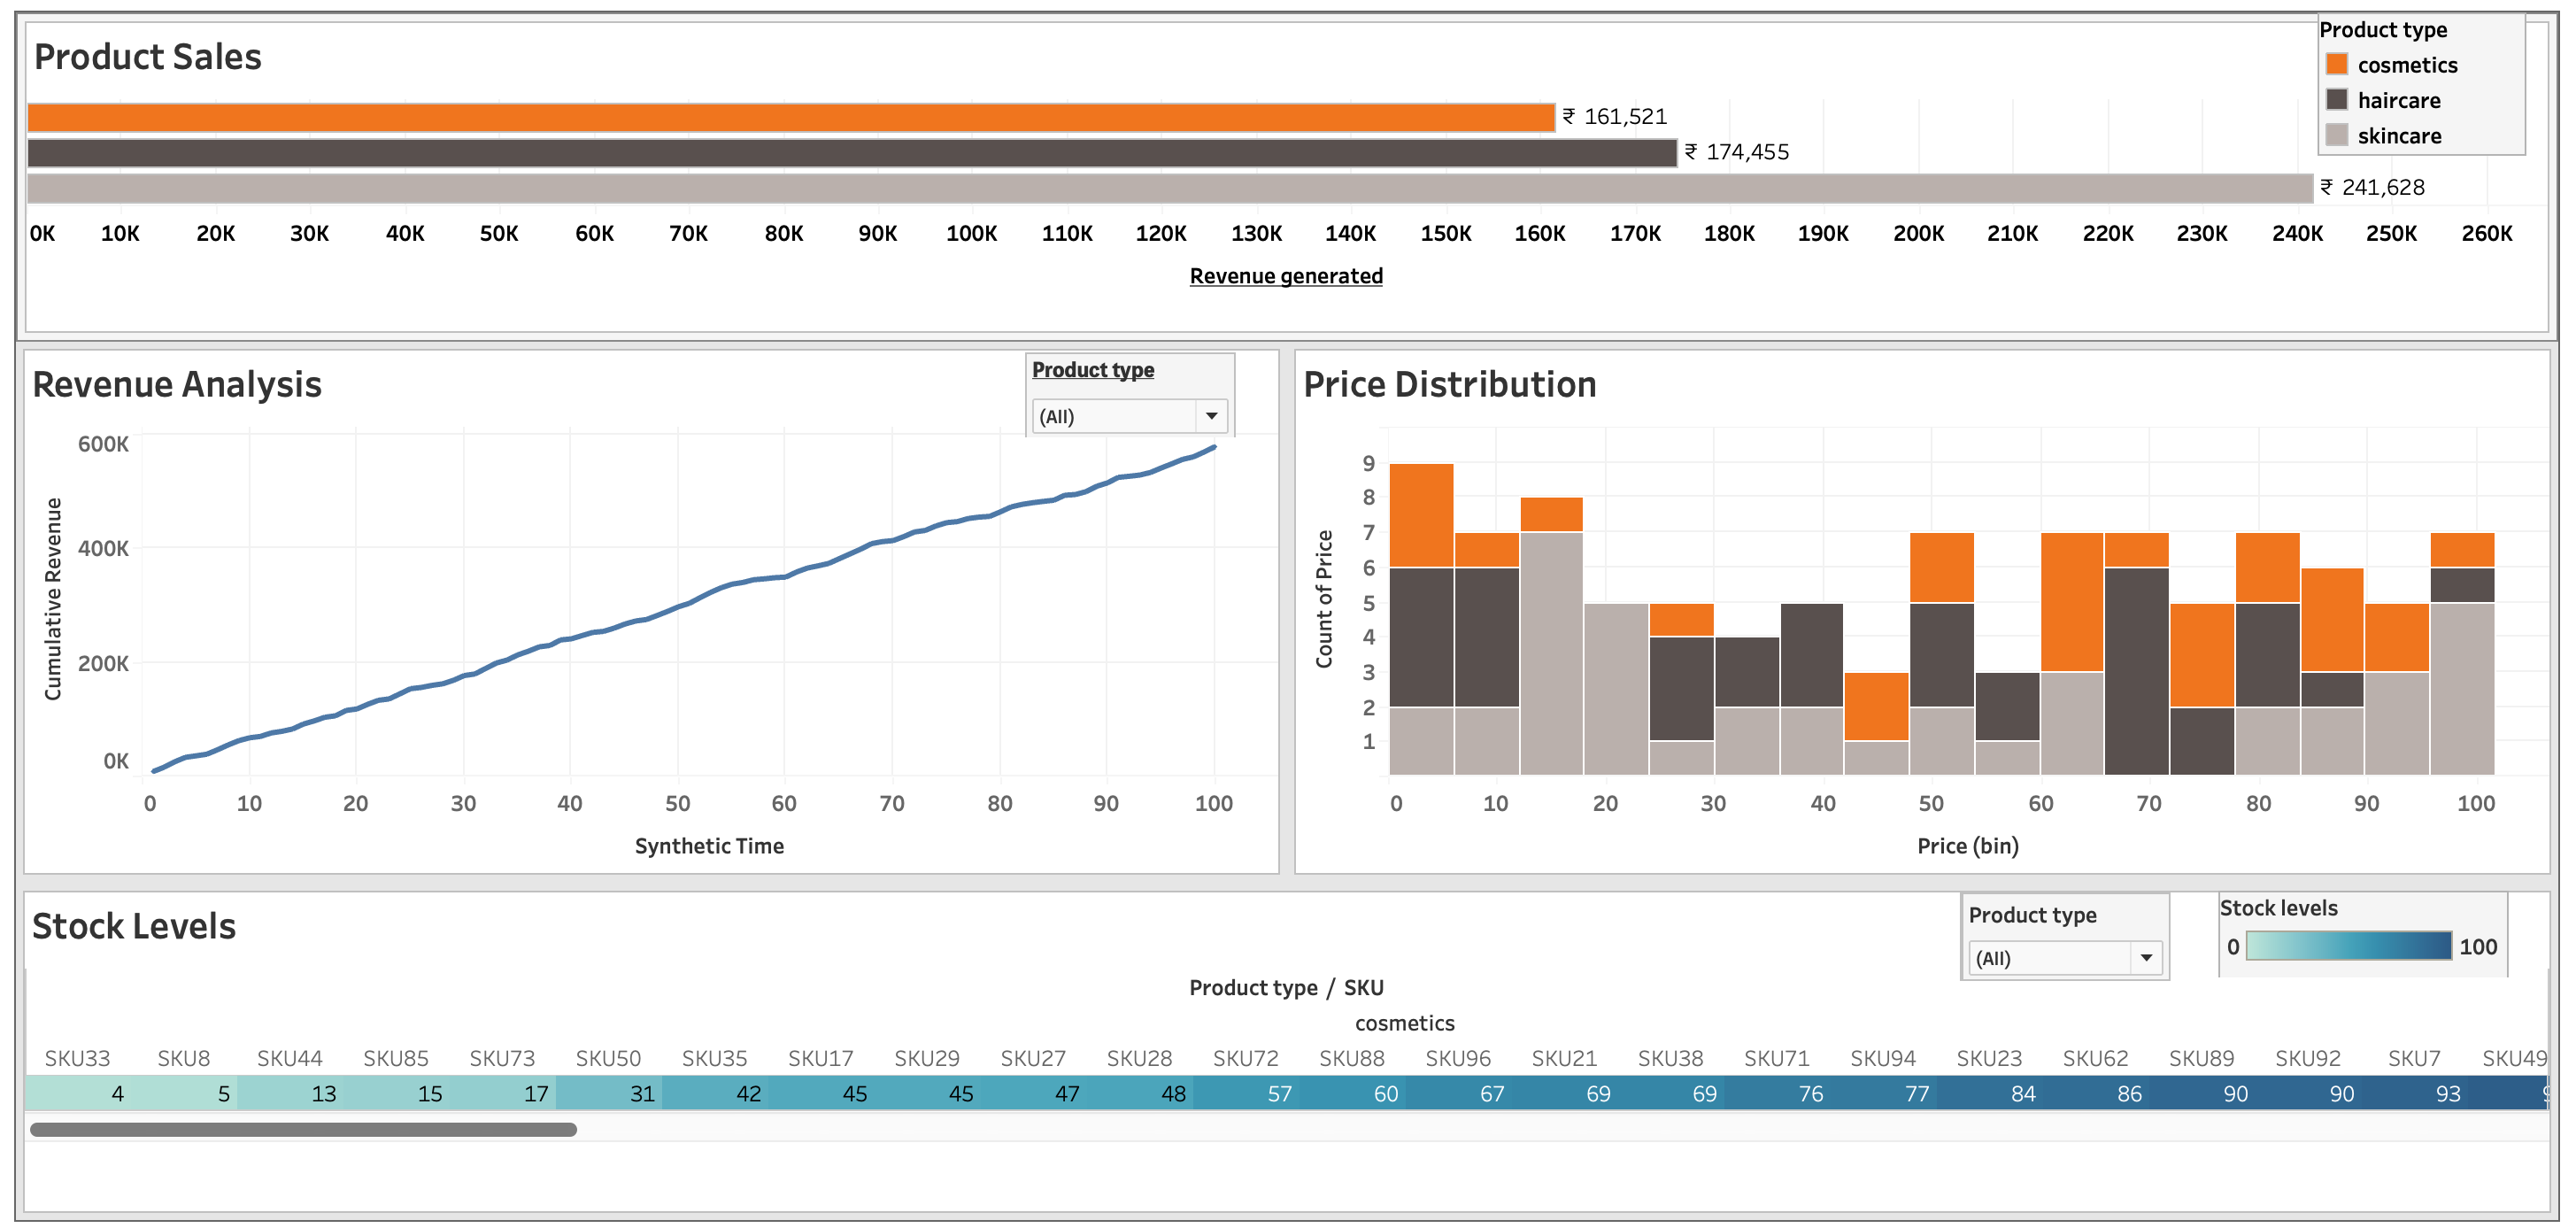 Product Sales
Product type
cosmetics
haircare
skincare
₹ 161,521
₹ 174,455
₹ 241,628
0K 10K 20K 30K 40K 50K 60K 70K 80K 90K 100K 110K 120K 130K 140K 150K 160K 170K 180K 190K 200K 210K 220K 230K 240K 250K 260K
Revenue generated
Revenue Analysis
Product type
(All)
Cumulative Revenue
600K
400K
200K
0K
0 10 20 30 40 50 60 70 80 90 100
Synthetic Time
Price Distribution
Count of Price
9
8
7
6
5
4
3
2
1
0 10 20 30 40 50 60 70 80 90 100
Price (bin)
Stock Levels
Product type
(All)
Stock levels
0 100
Product type / SKU
cosmetics
SKU33 SKU8 SKU44 SKU85 SKU73 SKU50 SKU35 SKU17 SKU29 SKU27 SKU28 SKU72 SKU88 SKU96 SKU21 SKU38 SKU71 SKU94 SKU23 SKU62 SKU89 SKU92 SKU7 SKU49
4 5 13 15 17 31 42 45 45 47 48 57 60 67 69 69 76 77 84 86 90 90 93